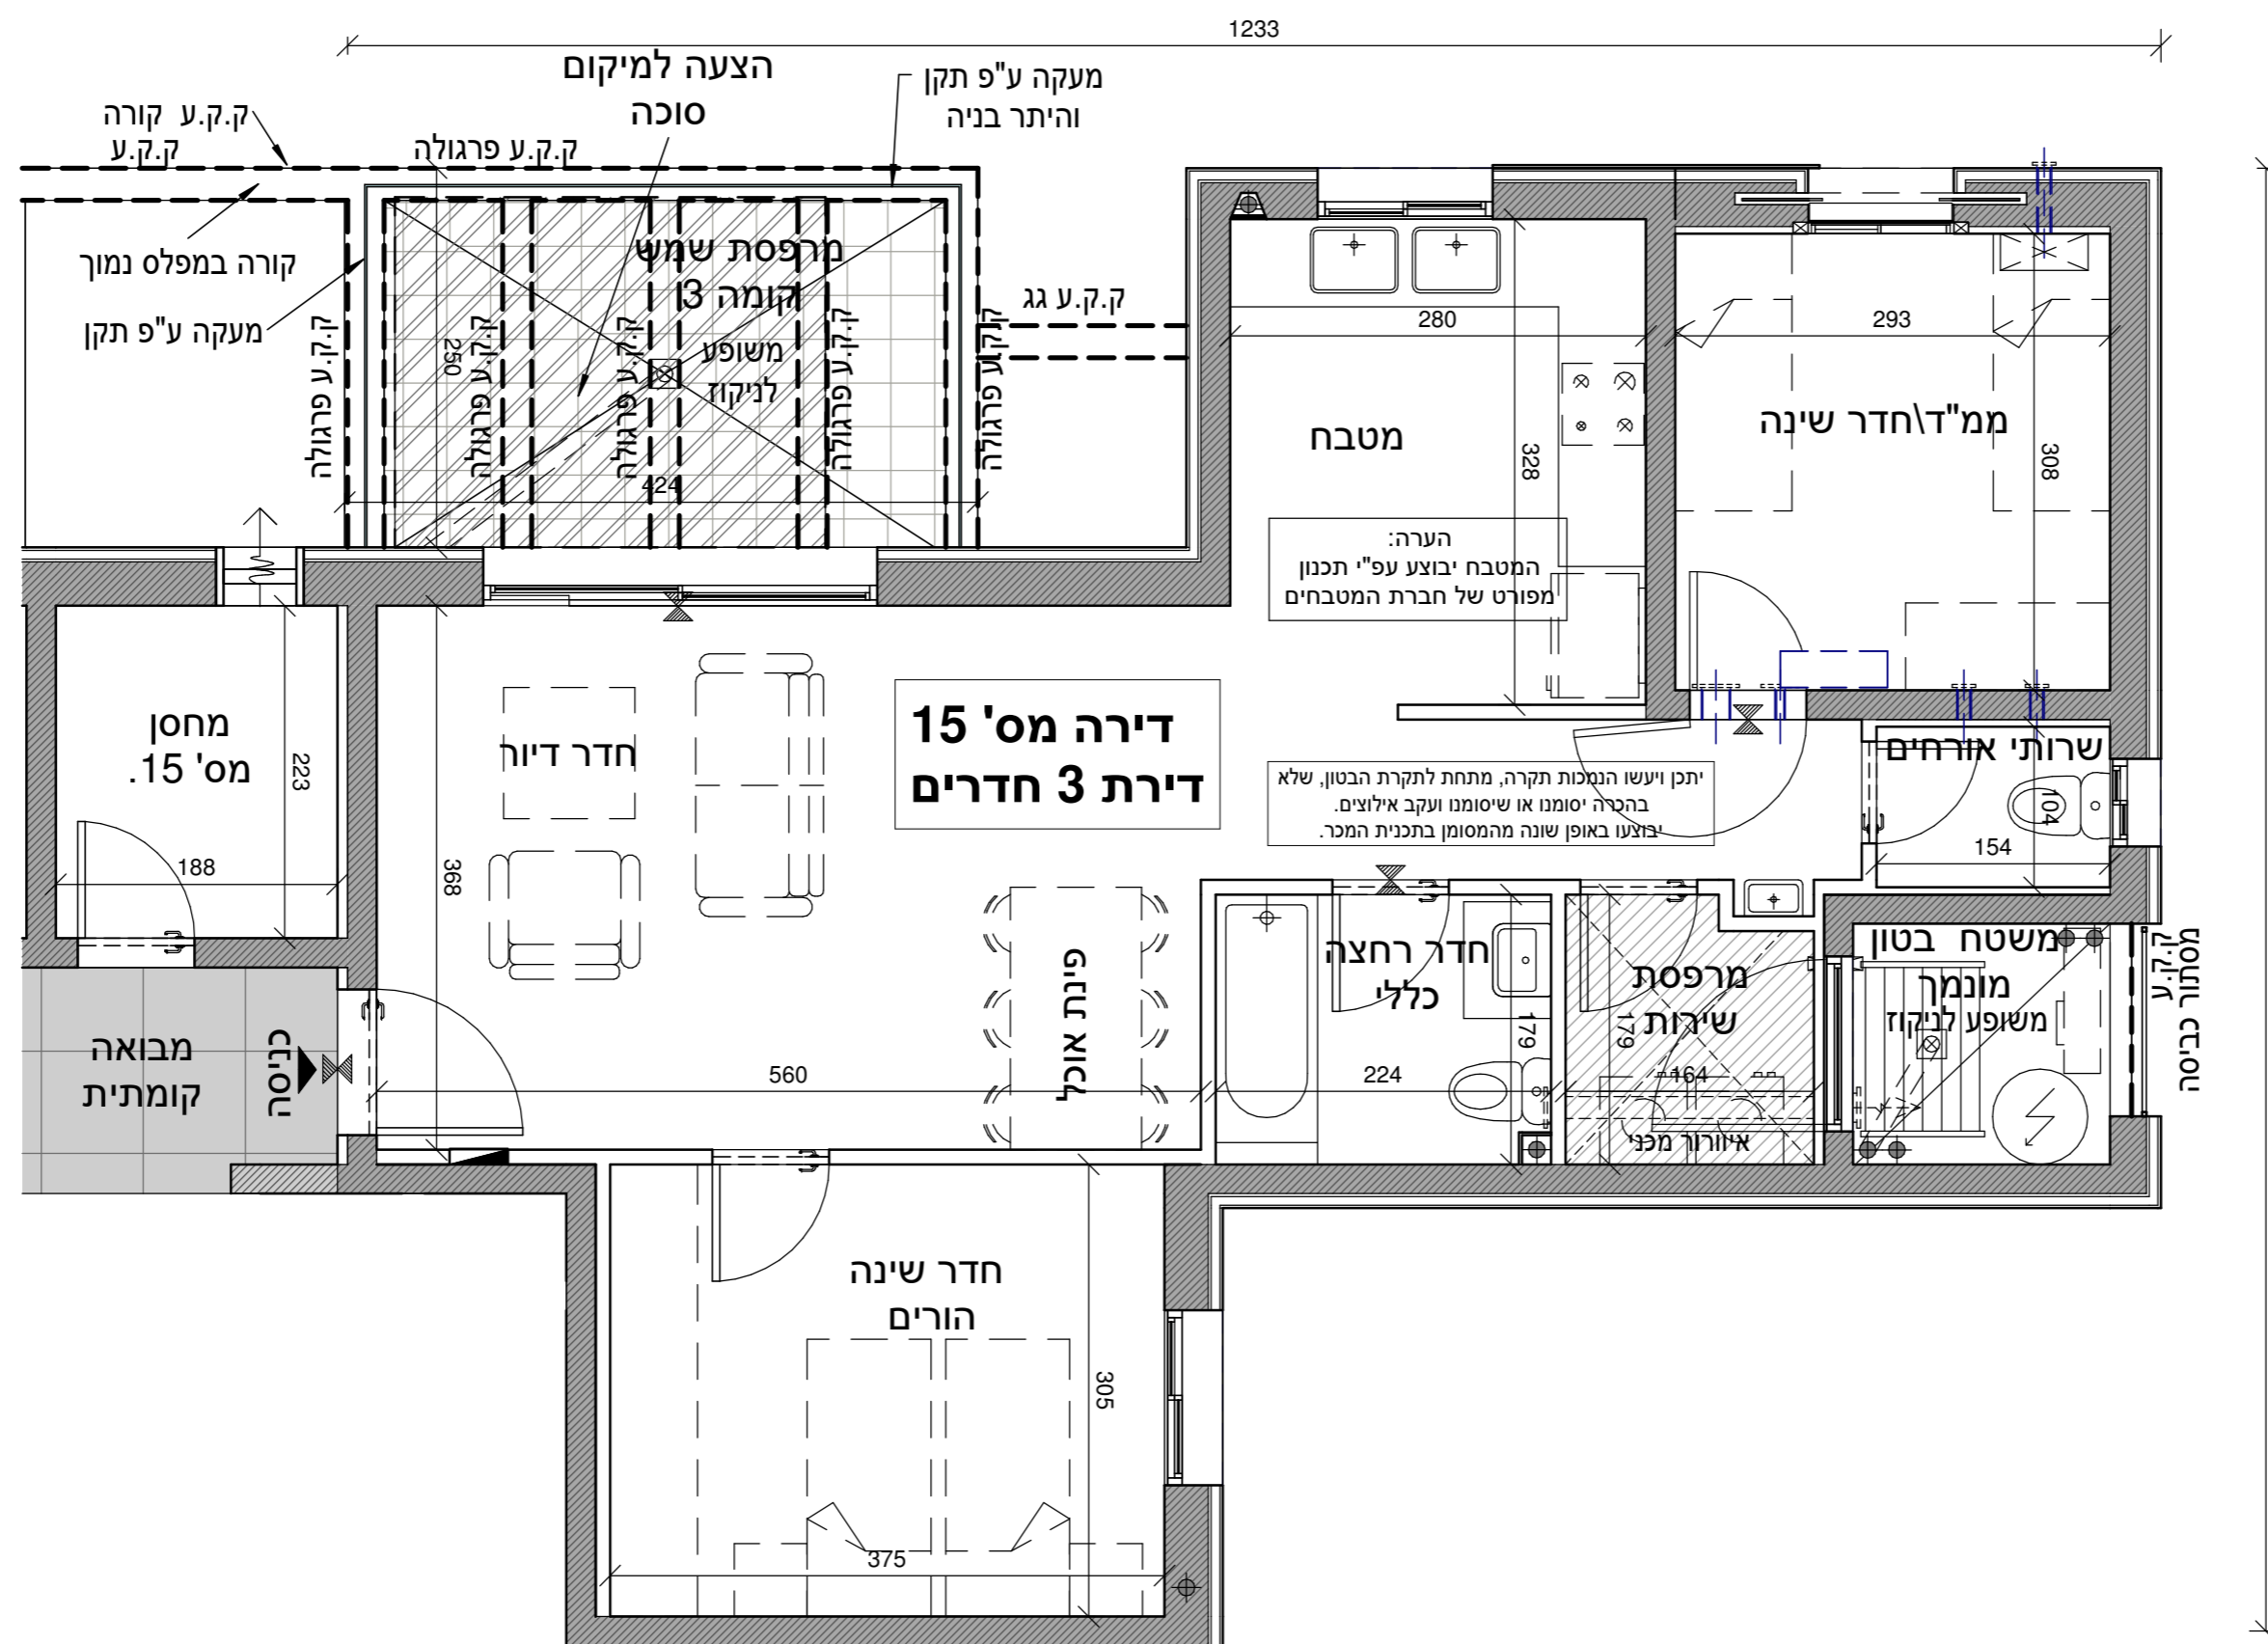 1233
הצעה למיקום
סוכה
מעקה ע"פ תקן
והיתר בניה
ק.ק.ע קורה
ק.ק.ע
ק.ק.ע פרגולה
קורה במפלס נמוך
מעקה ע"פ תקן
מרפסת שמש
קומה 3
משופע
לניקוז
250
424
ק.ק.ע פרגולה
ק.ק.ע פרגולה
ק.ק.ע פרגולה
ק.ק.ע פרגולה
ק.ק.ע פרגולה
ק.ק.ע גג
280
מטבח
328
הערה:
המטבח יבוצע עפ"י תכנון
מפורט של חברת המטבחים
293
ממ"ד\חדר שינה
308
מחסן
מס' 15.
223
188
חדר דיור
368
דירה מס' 15
דירת 3 חדרים
יתכן ויעשו הנמכות תקרה, מתחת לתקרת הבטון, שלא
בהכרח יסומנו או שיסומנו ועקב אילוצים.
יבוצעו באופן שונה מהמסומן בתכנית המכר.
שרותי אורחים
104
154
מבואה
קומתית
כניסה
560
פינת אוכל
חדר רחצה
כללי
179
224
מרפסת
שירות
179
164
איוורור מכני
משטח בטון
מונמך
משופע לניקוז
ק.ק.ע
מסתור כביסה
חדר שינה
הורים
305
375